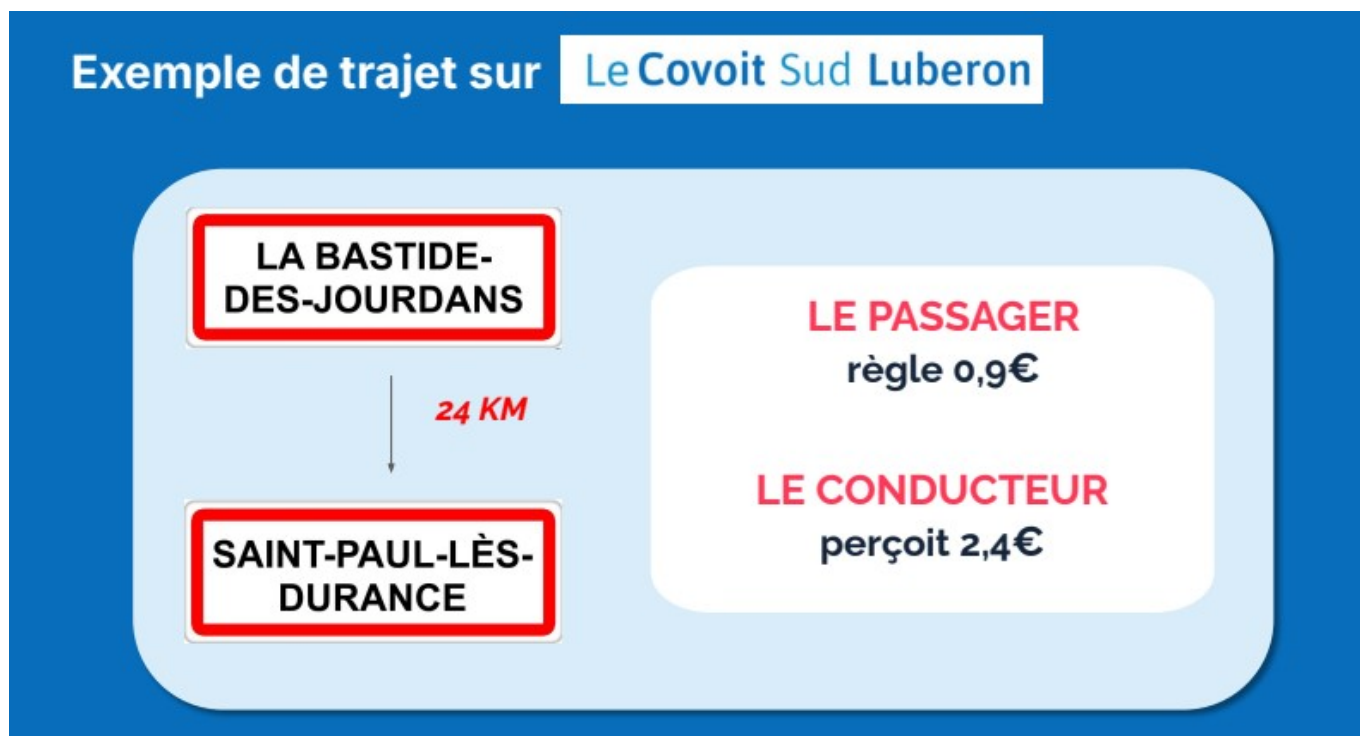 Exemple de trajet sur Le Covoit Sud Luberon
LA BASTIDE-
DES-JOURDANS
24 KM
SAINT-PAUL-LÈS-
DURANCE
LE PASSAGER
règle 0,9€
LE CONDUCTEUR
perçoit 2,4€